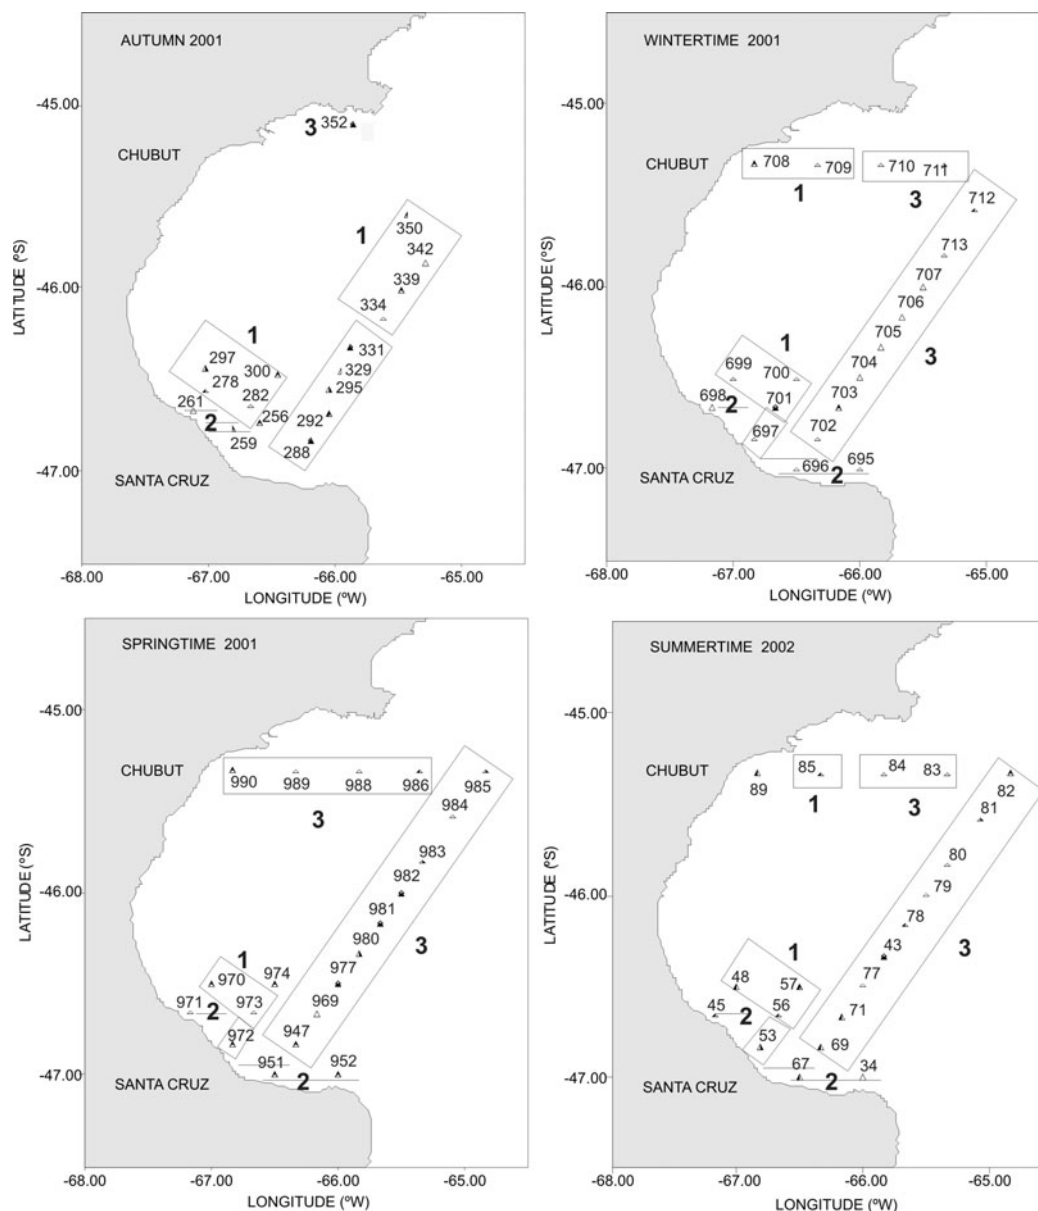 AUTUMN 2001
-45.00
3 352
CHUBUT
1
350
342
339
-46.00
334
1
297
300
331
278
329
282
295
261
2
256
292
259
288
-47.00
SANTA CRUZ
LATITUDE (ºS)
-68.00 -67.00 -66.00 -65.00
LONGITUDE (ºW)
WINTERTIME 2001
-45.00
CHUBUT
708 709 710 711
1 3
712
713
-46.00
707
706
705
1
3
699 700 704
698
2 701 703
697 702
696 695
-47.00
2
SANTA CRUZ
LATITUDE (ºS)
-68.00 -67.00 -66.00 -65.00
LONGITUDE (ºW)
SPRINGTIME 2001
-45.00
CHUBUT
990 989 988 986 985
3
984
983
982
-46.00
981
980
3
1
970 974 977
971 2 973 969
972 947
951 952
-47.00
2
SANTA CRUZ
LATITUDE (ºS)
-68.00 -67.00 -66.00 -65.00
LONGITUDE (ºW)
SUMMERTIME 2002
-45.00
CHUBUT
89 85 84 83 82
1 3
81
80
79
-46.00
78
43
3
1
48 57 77
45 2 56 71
53 69
67 34
-47.00
2
SANTA CRUZ
LATITUDE (ºS)
-68.00 -67.00 -66.00 -65.00
LONGITUDE (ºW)